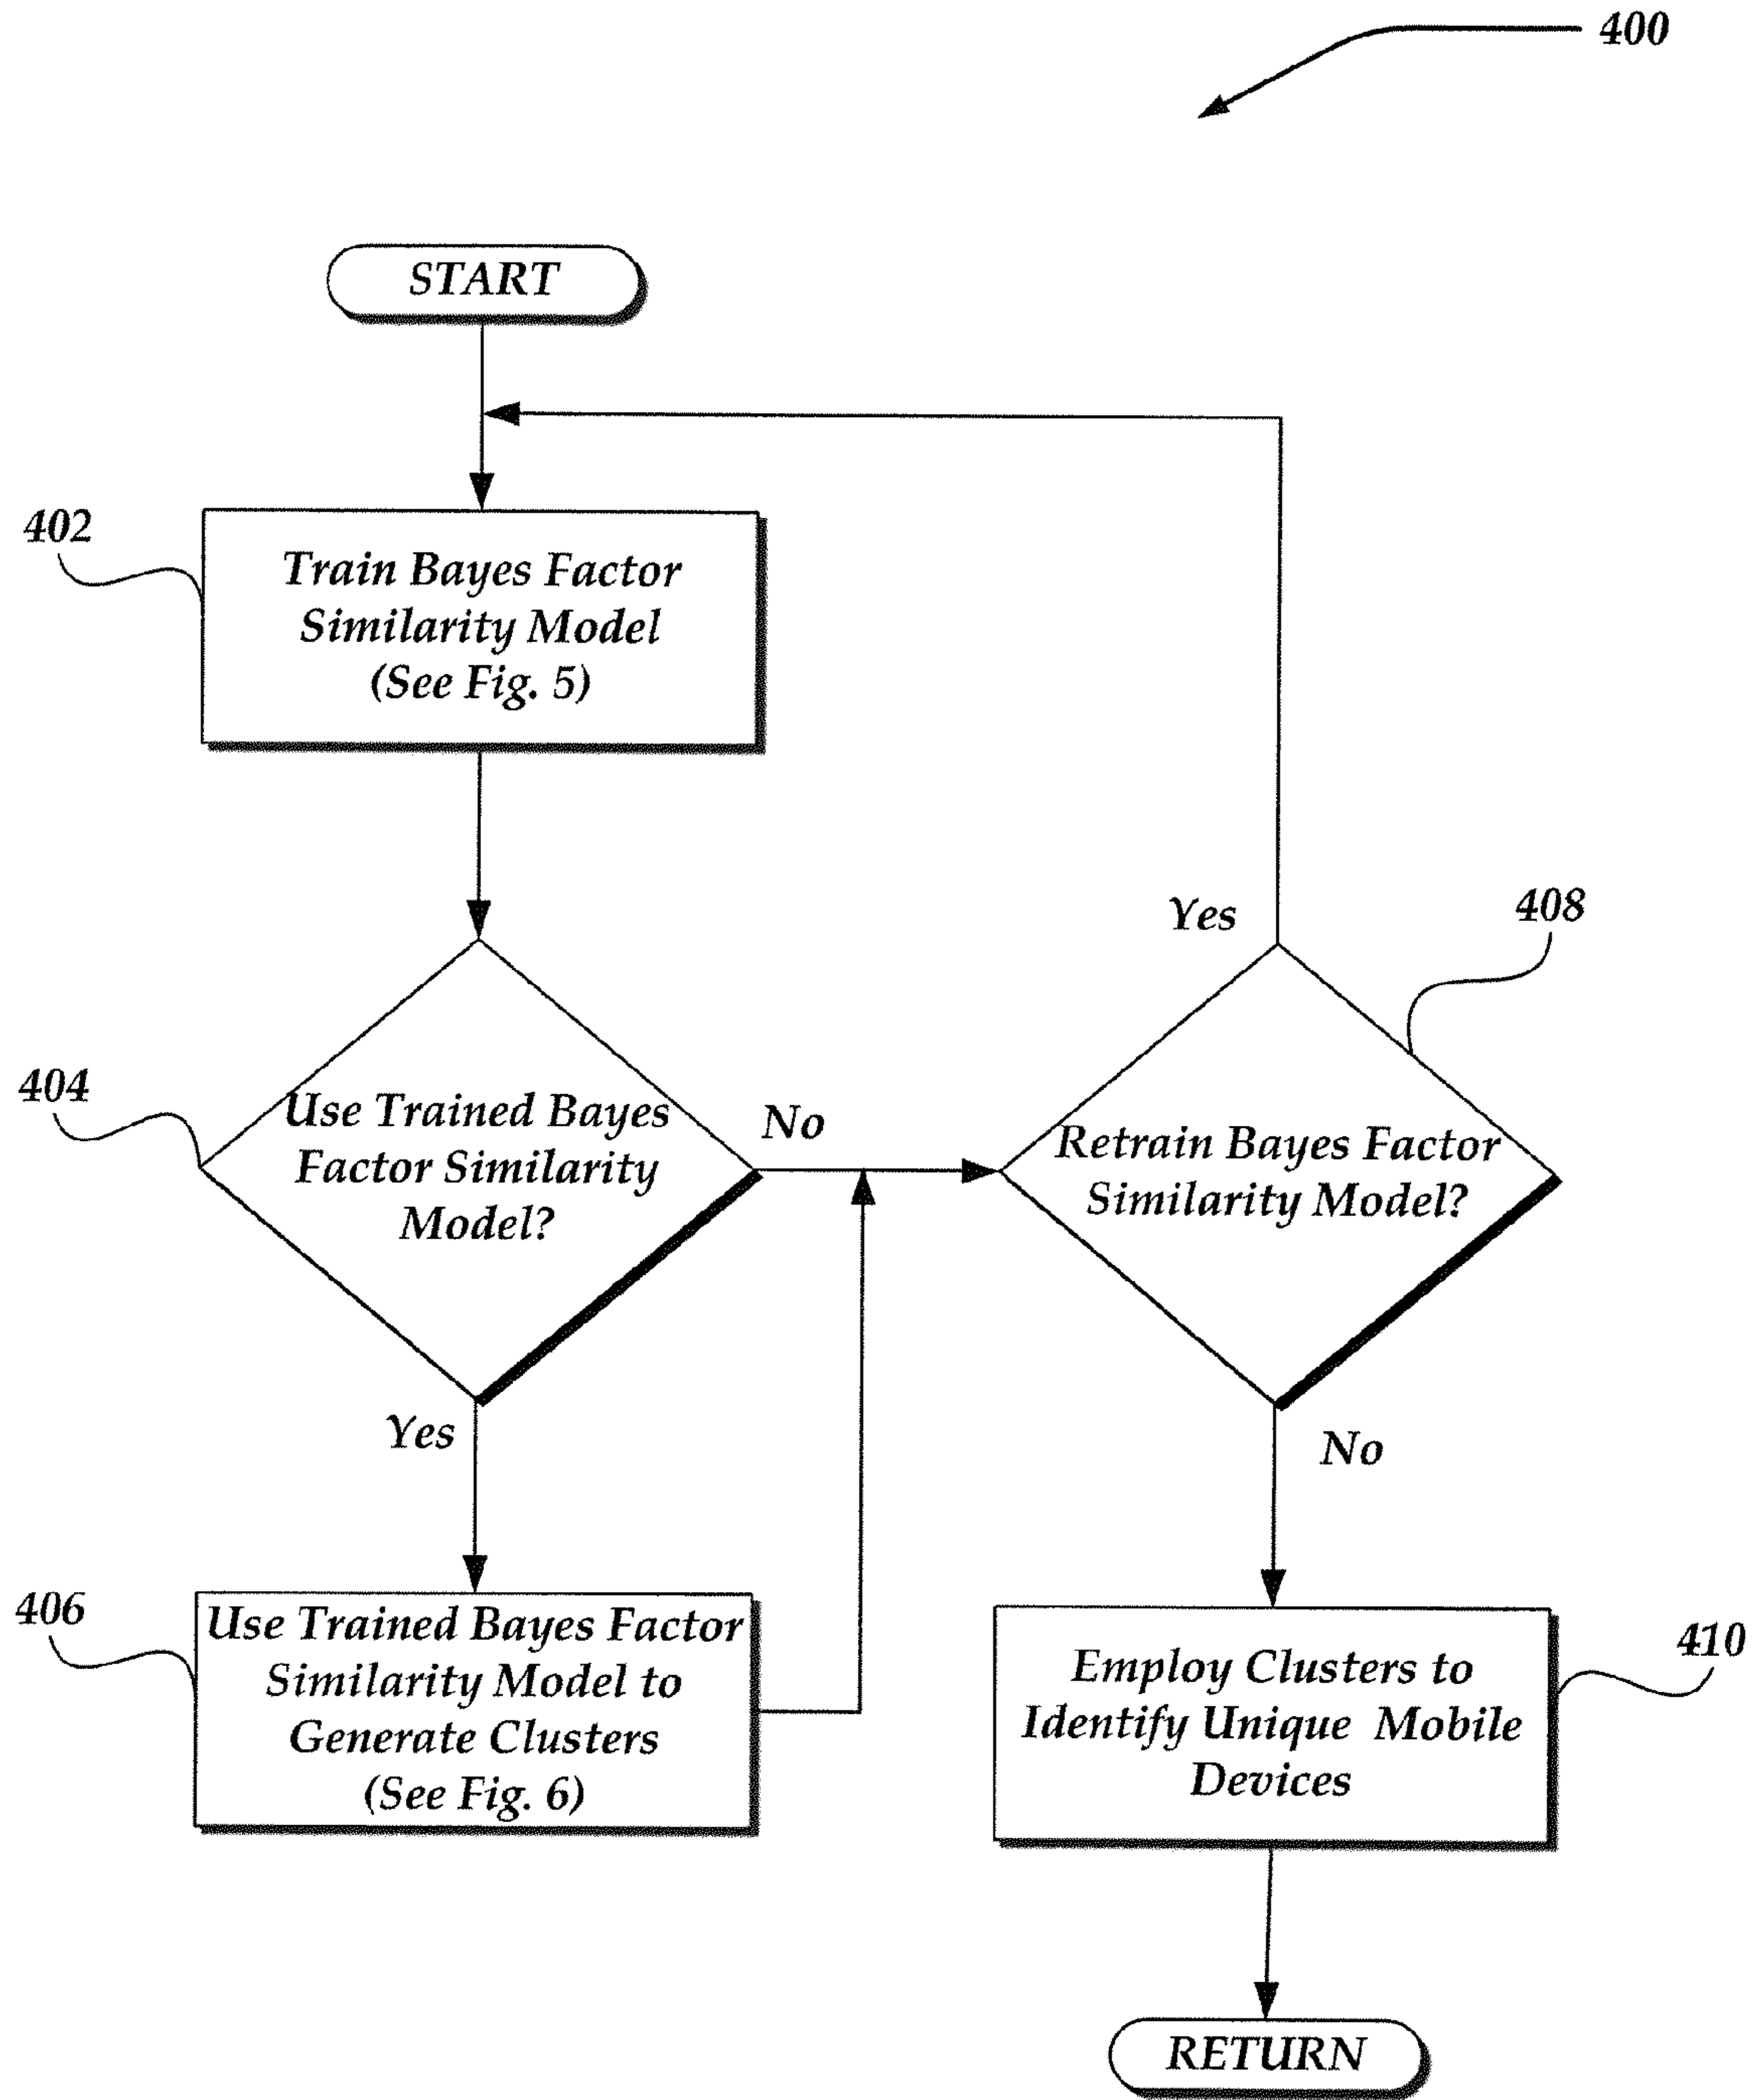 400
START
402
Train Bayes Factor
Similarity Model
(See Fig. 5)
Yes
408
404
Use Trained Bayes
Factor Similarity
Model?
No
Retrain Bayes Factor
Similarity Model?
Yes
No
406
Use Trained Bayes Factor
Similarity Model to
Generate Clusters
(See Fig. 6)
Employ Clusters to
Identify Unique Mobile
Devices
410
RETURN